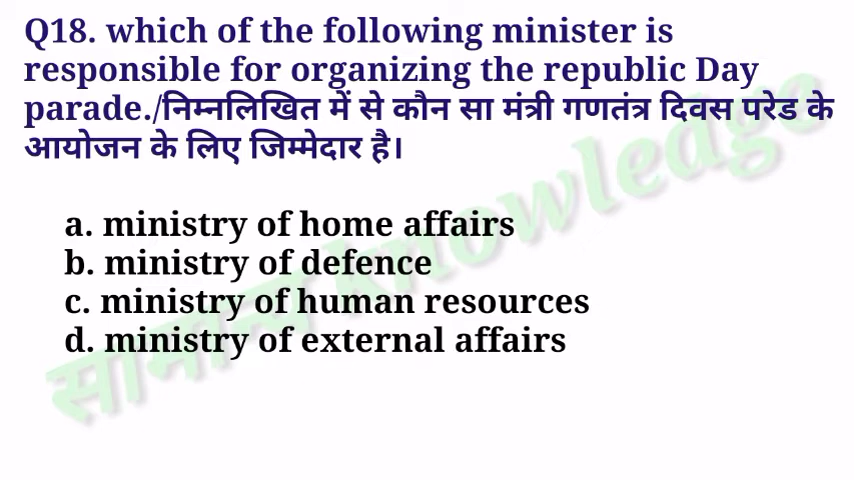 Q18. which of the following minister is
responsible for organizing the republic Day
parade./निम्नलिखित में से कौन सा मंत्री गणतंत्र दिवस परेड के
आयोजन के लिए जिम्मेदार है।
a. ministry of home affairs
b. ministry of defence
c. ministry of human resources
d. ministry of external affairs
सामान्य knowledge